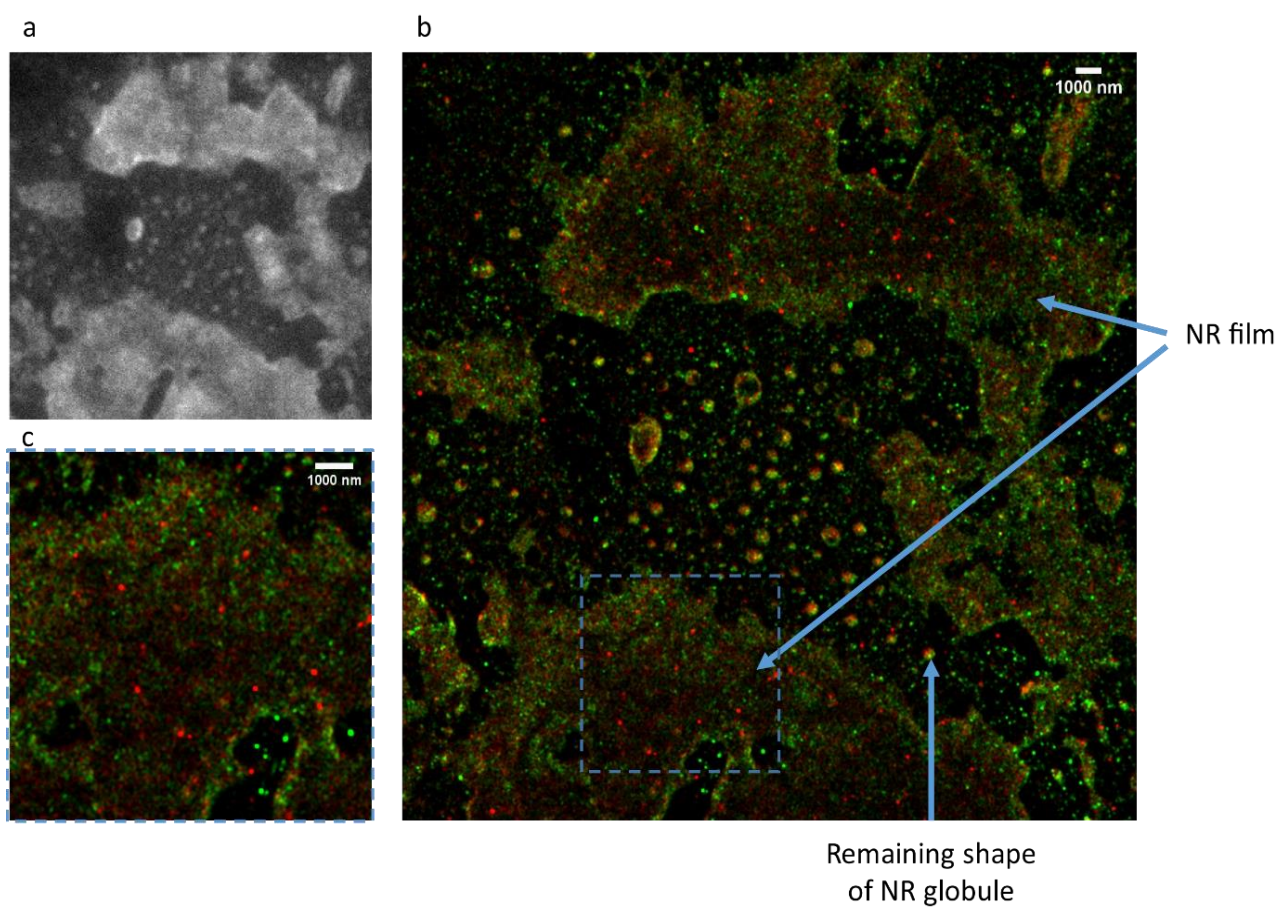 a
b
1000 nm
NR film
c
1000 nm
Remaining shape
of NR globule